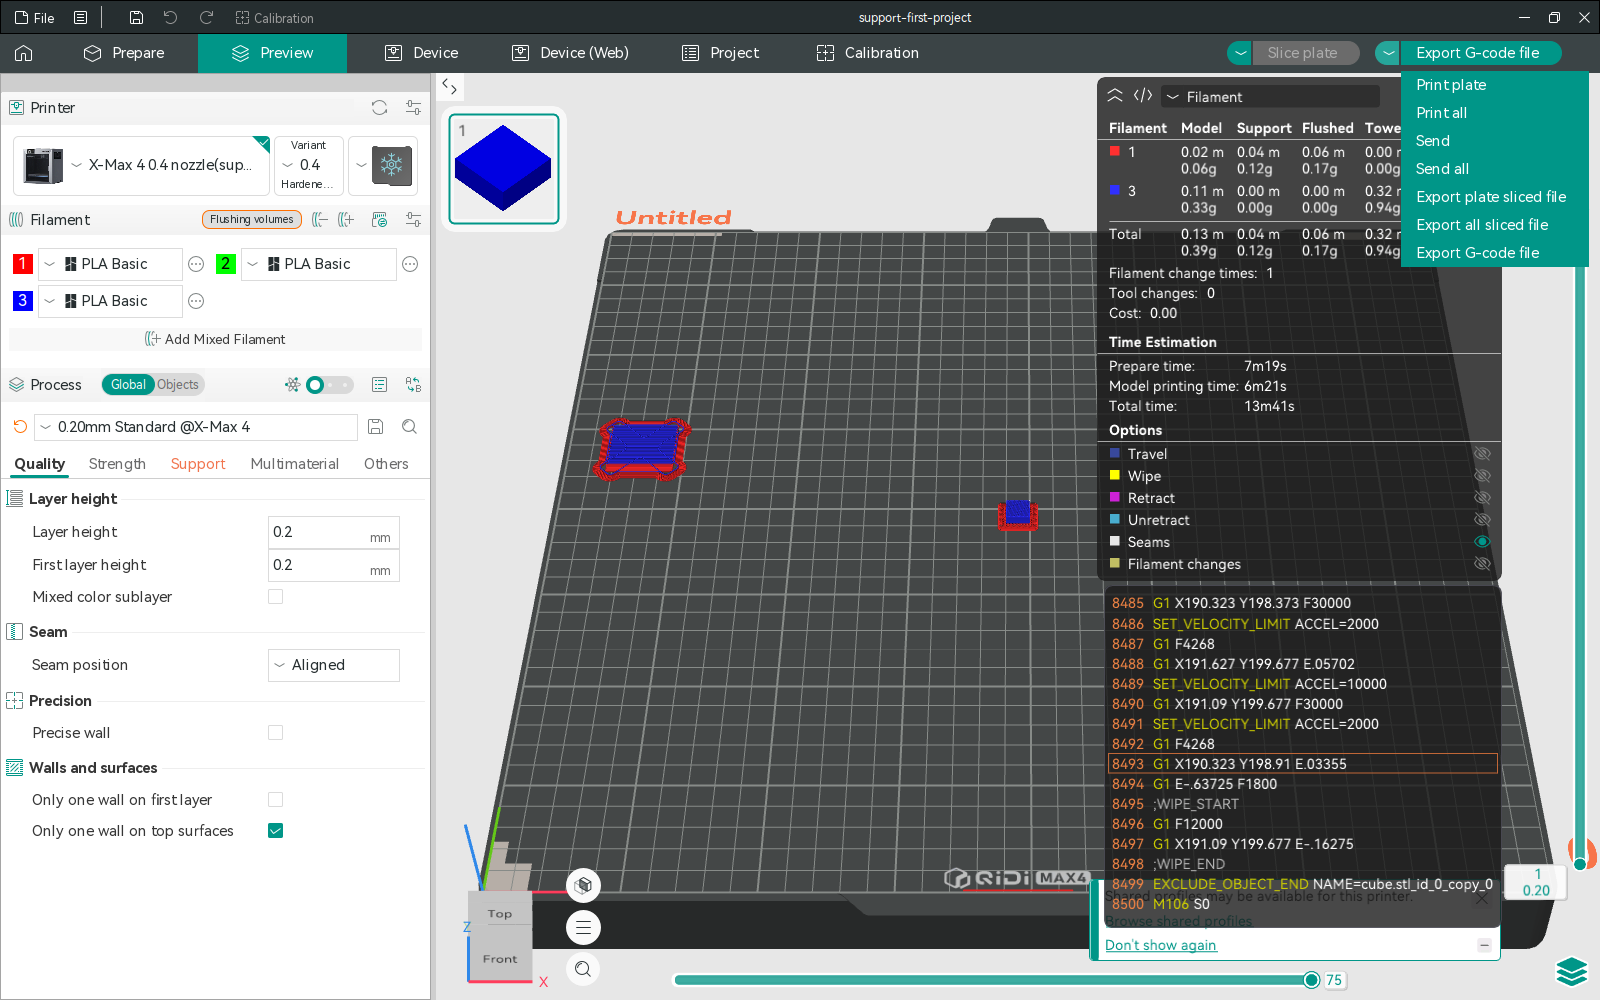 File
Calibration
support-first-project
Prepare
Preview
Device
Device (Web)
Project
Calibration
Slice plate
Export G-code file
Print plate
Print all
Send
Send all
Export plate sliced file
Export all sliced file
Export G-code file
Printer
X-Max 4 0.4 nozzle(sup...
Variant
0.4
Hardene...
Filament
Flushing volumes
1 PLA Basic
2 PLA Basic
3 PLA Basic
Add Mixed Filament
Process
Global Objects
0.20mm Standard @X-Max 4
Quality Strength Support Multimaterial Others
Layer height
Layer height 0.2 mm
First layer height 0.2 mm
Mixed color sublayer
Seam
Seam position Aligned
Precision
Precise wall
Walls and surfaces
Only one wall on first layer
Only one wall on top surfaces
1
Untitled
QIDI MAX4
Top
Front
Z
X
Filament
Filament Model Support Flushed Towe
1 0.02 m 0.04 m 0.06 m 0.00 m
0.06g 0.12g 0.17g 0.00g
3 0.11 m 0.00 m 0.00 m 0.32 m
0.33g 0.00g 0.00g 0.94g
Total 0.13 m 0.04 m 0.06 m 0.32 m
0.39g 0.12g 0.17g 0.94g
Filament change times: 1
Tool changes: 0
Cost: 0.00
Time Estimation
Prepare time: 7m19s
Model printing time: 6m21s
Total time: 13m41s
Options
Travel
Wipe
Retract
Unretract
Seams
Filament changes
8485 G1 X190.323 Y198.373 F30000
8486 SET_VELOCITY_LIMIT ACCEL=2000
8487 G1 F4268
8488 G1 X191.627 Y199.677 E.05702
8489 SET_VELOCITY_LIMIT ACCEL=10000
8490 G1 X191.09 Y199.677 F30000
8491 SET_VELOCITY_LIMIT ACCEL=2000
8492 G1 F4268
8493 G1 X190.323 Y198.91 E.03355
8494 G1 E-.63725 F1800
8495 ;WIPE_START
8496 G1 F12000
8497 G1 X191.09 Y199.677 E-.16275
8498 ;WIPE_END
8499 EXCLUDE_OBJECT_END NAME=cube.stl_id_0_copy_0
8500 M106 S0
Shared profiles may be available for this printer.
Browse shared profiles
Don't show again
1
0.20
75